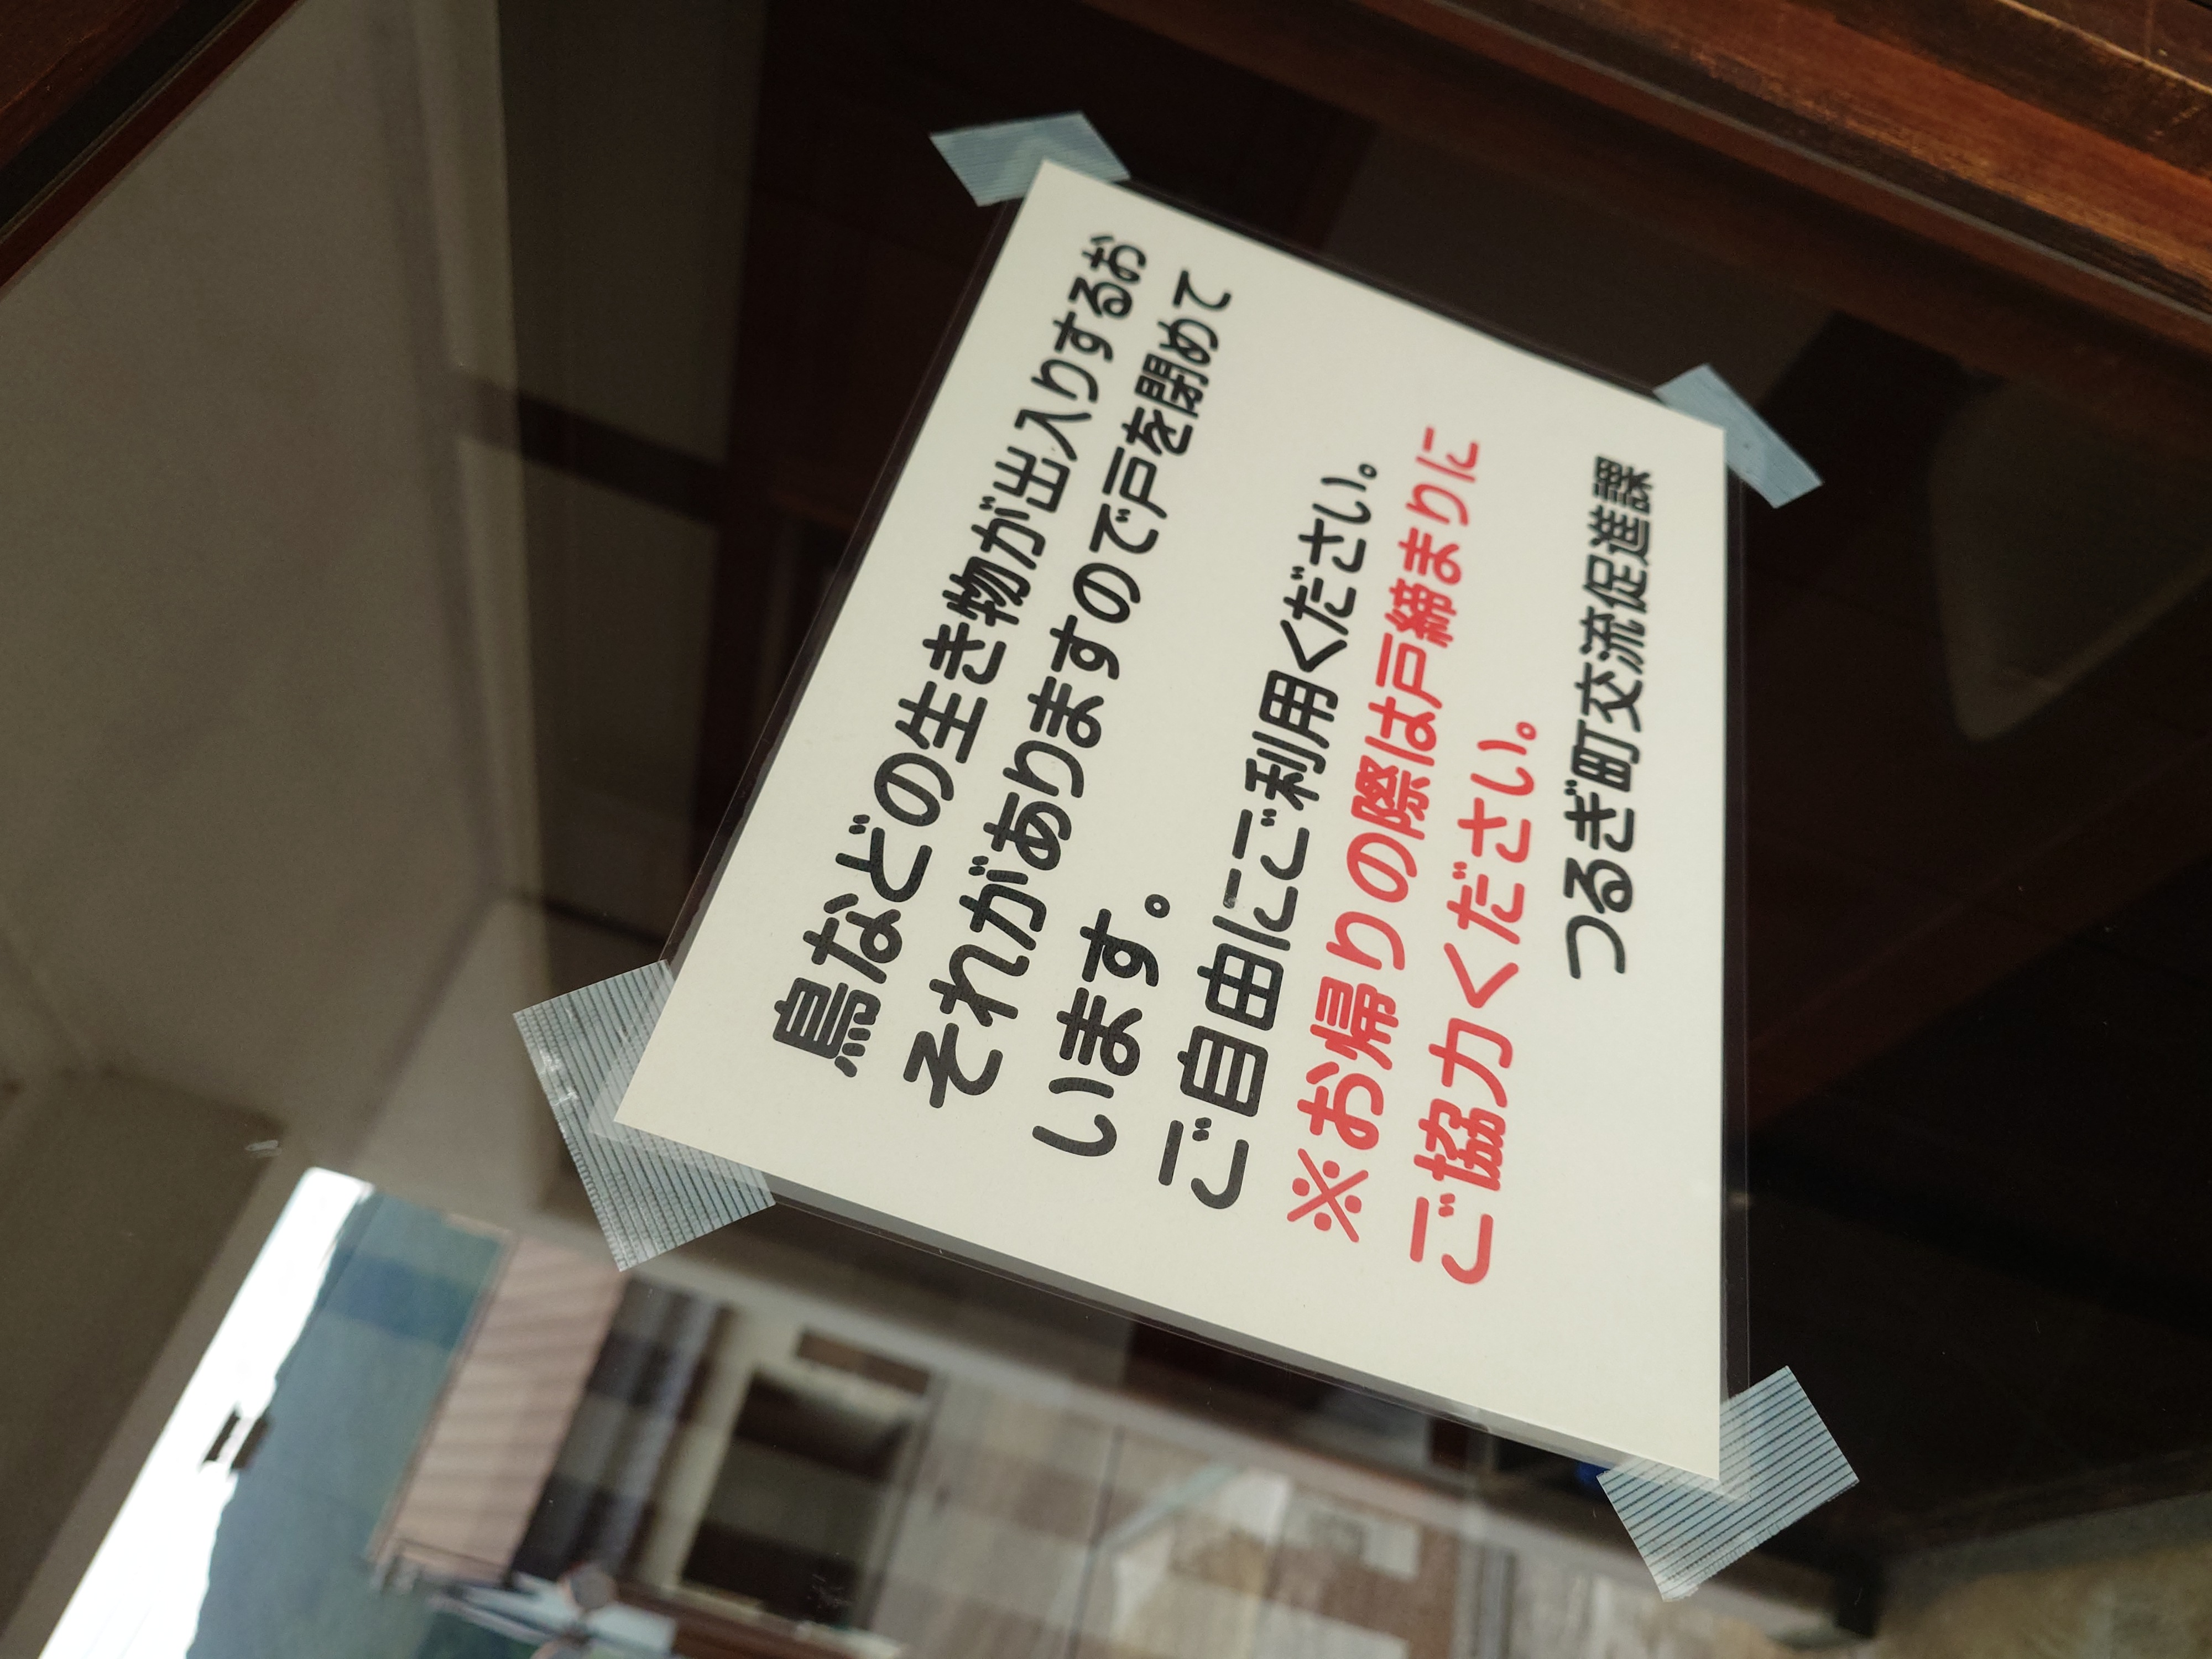 鳥などの生き物が出入りするお
それがありますので戸を閉めて
います。
ご自由にご利用ください。
※お帰りの際は戸締まりに
ご協力ください。
つるぎ町交流促進課